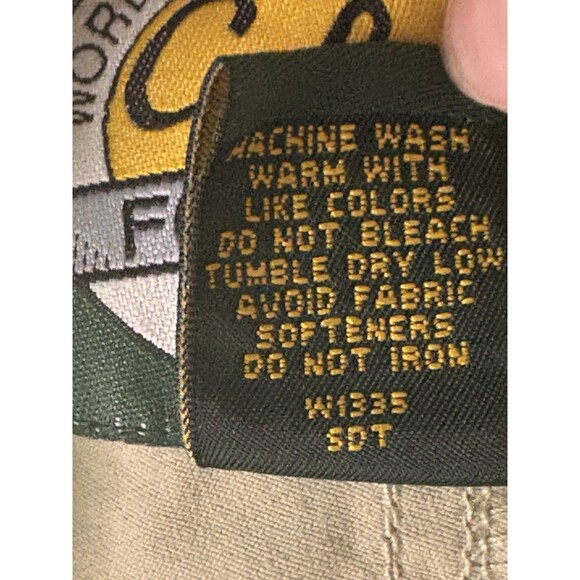 WORL
C
F
MACHINE WASH
WARM WITH
LIKE COLORS
DO NOT BLEACH
TUMBLE DRY LOW
AVOID FABRIC
SOFTENERS
DO NOT IRON
W1335
SDT